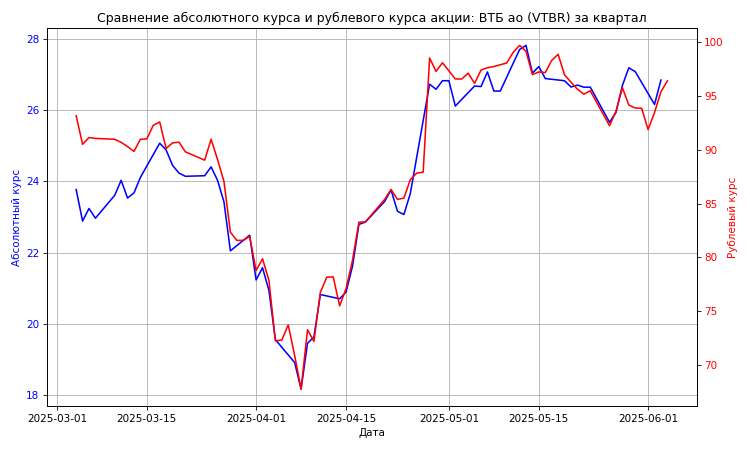 Сравнение абсолютного курса и рублевого курса акции: ВТБ ао (VTBR) за квартал
28
26
24
22
20
18
Абсолютный курс
100
95
90
85
80
75
70
Рублевый курс
2025-03-01 2025-03-15 2025-04-01 2025-04-15 2025-05-01 2025-05-15 2025-06-01
Дата